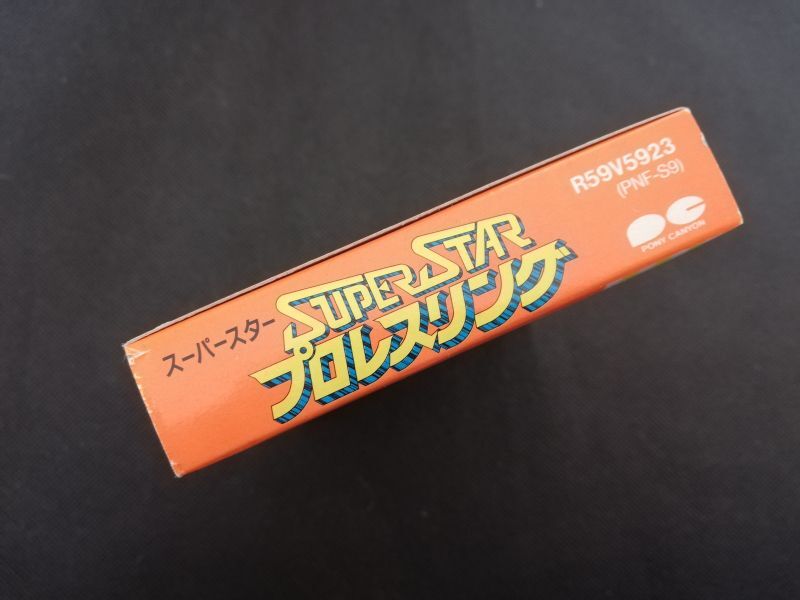 スーパースター
SUPER STAR
プロレスリング
R59V5923
(PNF-S9)
PC
PONY CANYON